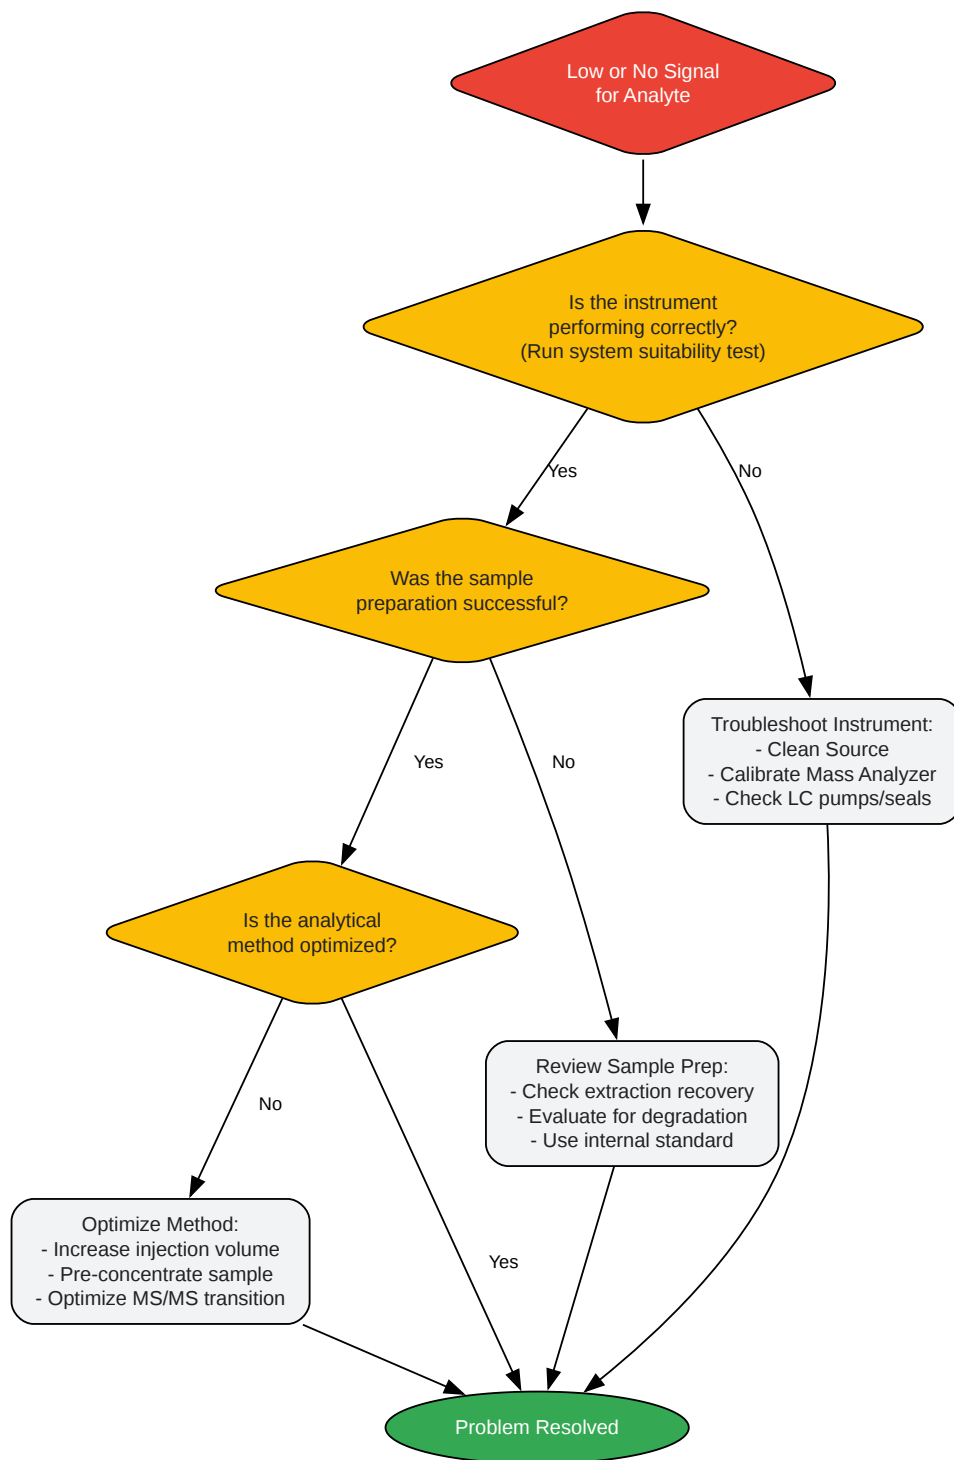 Low or No Signal
for Analyte
Is the instrument
performing correctly?
(Run system suitability test)
Yes
No
Was the sample
preparation successful?
Troubleshoot Instrument:
- Clean Source
- Calibrate Mass Analyzer
- Check LC pumps/seals
Yes
No
Is the analytical
method optimized?
Review Sample Prep:
- Check extraction recovery
- Evaluate for degradation
- Use internal standard
No
Optimize Method:
- Increase injection volume
- Pre-concentrate sample
- Optimize MS/MS transition
Yes
Problem Resolved